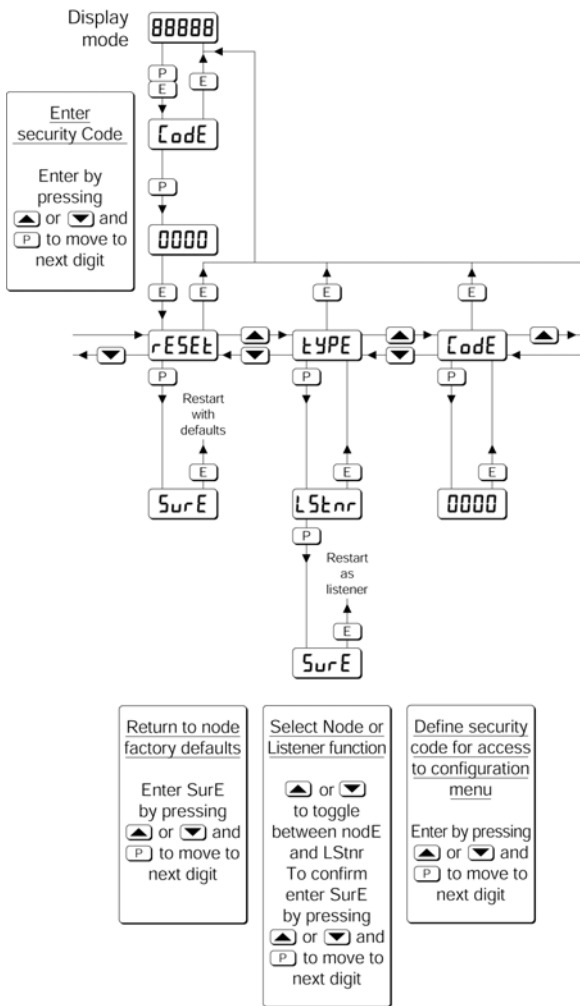 Display
mode
88888
P
E
E
CodE
Enter
security Code
Enter by
pressing
▲ or ▼ and
P to move to
next digit
P
0000
E
E
E
E
rESEt
▲
▼
tYPE
▲
▼
CodE
▲
▼
P
P
P
Restart
with
defaults
E
E
E
SurE
LStnr
0000
P
Restart
as
listener
E
SurE
Return to node
factory defaults
Enter SurE
by pressing
▲ or ▼ and
P to move to
next digit
Select Node or
Listener function
▲ or ▼
to toggle
between nodE
and LStnr
To confirm
enter SurE
by pressing
▲ or ▼ and
P to move to
next digit
Define security
code for access
to configuration
menu
Enter by pressing
▲ or ▼ and
P to move to
next digit